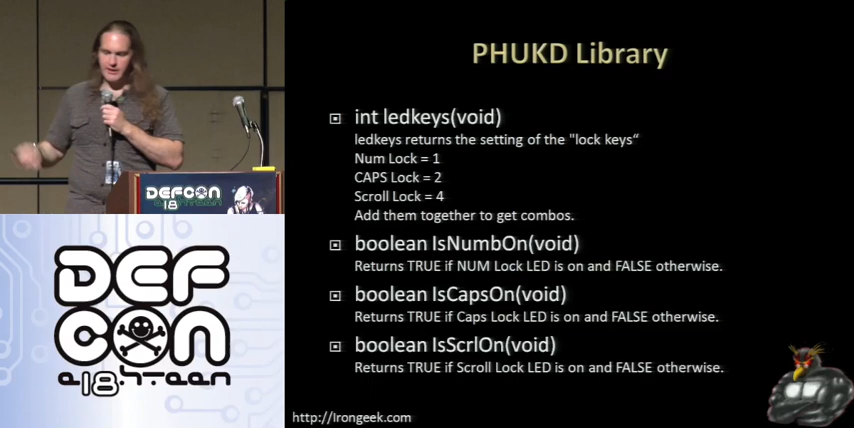 PHUKD Library
int ledkeys(void)
ledkeys returns the setting of the "lock keys“
Num Lock = 1
CAPS Lock = 2
Scroll Lock = 4
Add them together to get combos.
boolean IsNumbOn(void)
Returns TRUE if NUM Lock LED is on and FALSE otherwise.
boolean IsCapsOn(void)
Returns TRUE if Caps Lock LED is on and FALSE otherwise.
boolean IsScrlOn(void)
Returns TRUE if Scroll Lock LED is on and FALSE otherwise.
http://Irongeek.com
DEFCON
18
DEF
CON
e18hteen